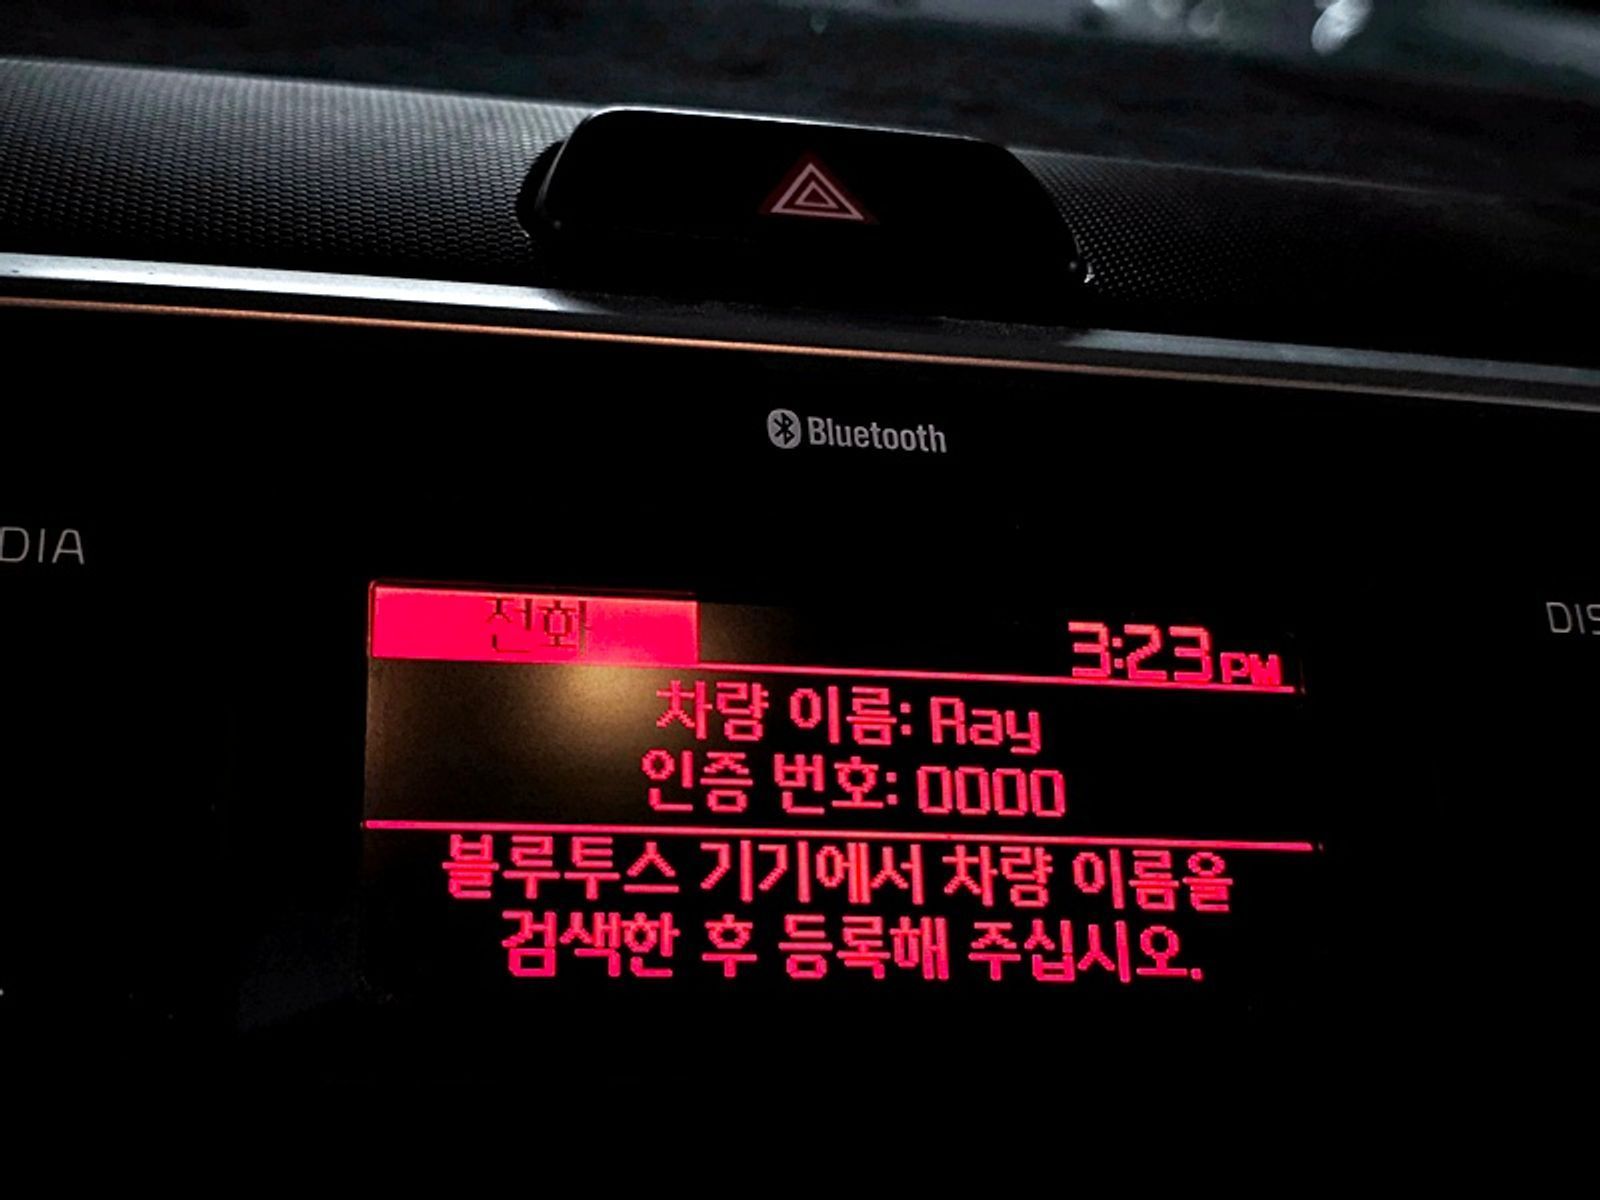 Bluetooth
DIA
DIS
전화
3:23 PM
차량 이름: Ray
인증 번호: 0000
블루투스 기기에서 차량 이름을
검색한 후 등록해 주십시오.